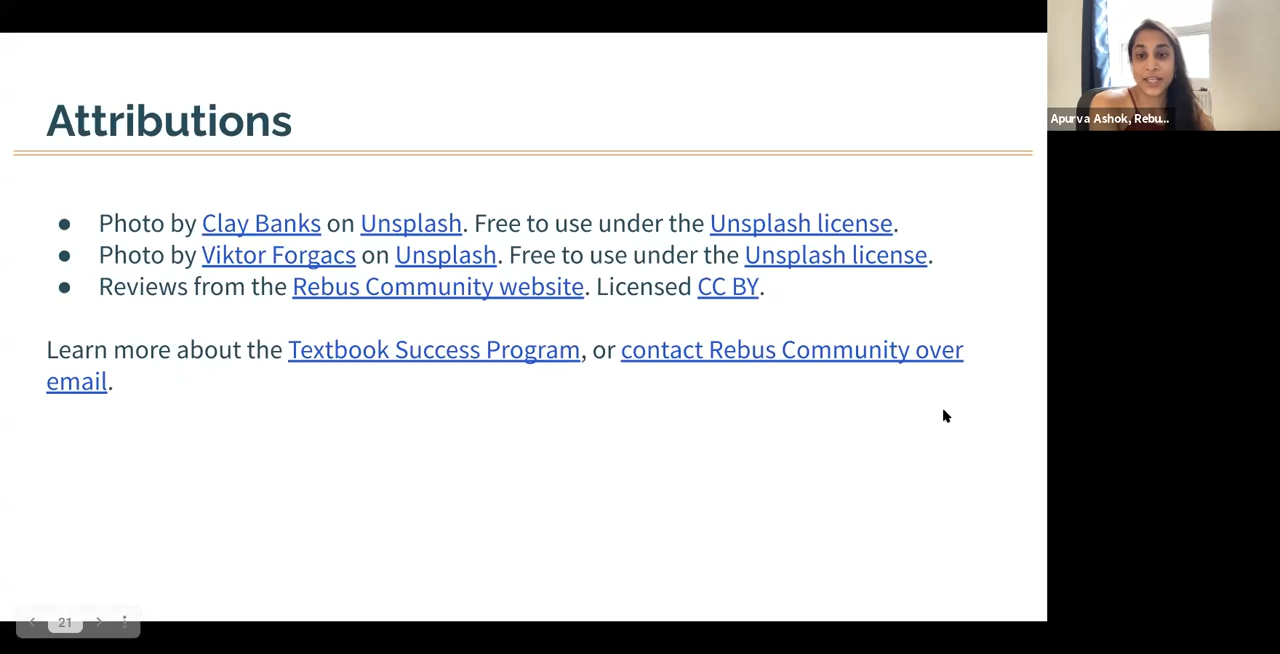 Attributions
Apurva Ashok, Rebu...
● Photo by Clay Banks on Unsplash. Free to use under the Unsplash license.
● Photo by Viktor Forgacs on Unsplash. Free to use under the Unsplash license.
● Reviews from the Rebus Community website. Licensed CC BY.
Learn more about the Textbook Success Program, or contact Rebus Community over
email.
21